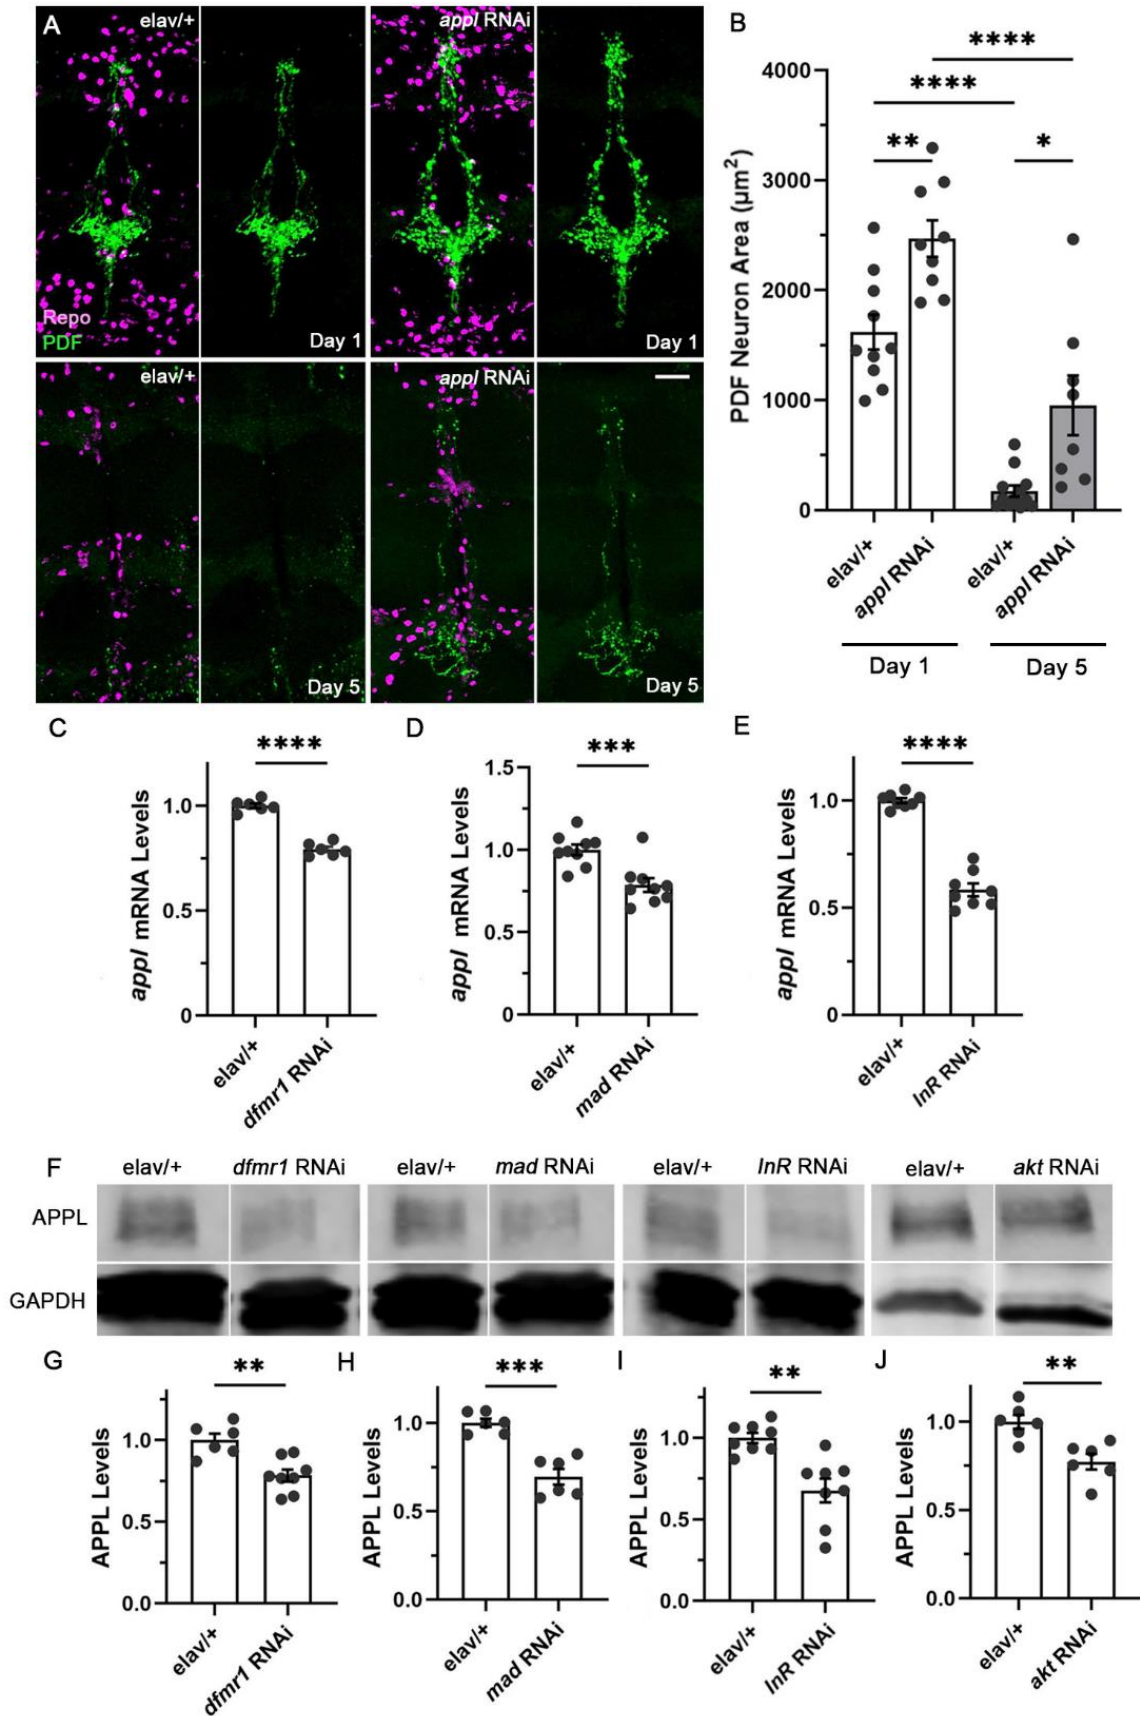 A
elav/+
appl RNAi
Repo
PDF
Day 1
Day 1
elav/+
appl RNAi
Day 5
Day 5
B
****
****
**
*
PDF Neuron Area (µm²)
4000
3000
2000
1000
0
elav/+
appl RNAi
elav/+
appl RNAi
Day 1
Day 5
C
****
appl mRNA Levels
1.0
0.5
0
elav/+
dfmr1 RNAi
D
***
appl mRNA Levels
1.5
1.0
0.5
0
elav/+
mad RNAi
E
****
appl mRNA Levels
1.0
0.5
0
elav/+
InR RNAi
F
elav/+ dfmr1 RNAi elav/+ mad RNAi elav/+ InR RNAi elav/+ akt RNAi
APPL
GAPDH
G
**
APPL Levels
1.0
0.5
0.0
elav/+
dfmr1 RNAi
H
***
APPL Levels
1.0
0.5
0.0
elav/+
mad RNAi
I
**
APPL Levels
1.0
0.5
0.0
elav/+
InR RNAi
J
**
APPL Levels
1.0
0.5
0.0
elav/+
akt RNAi